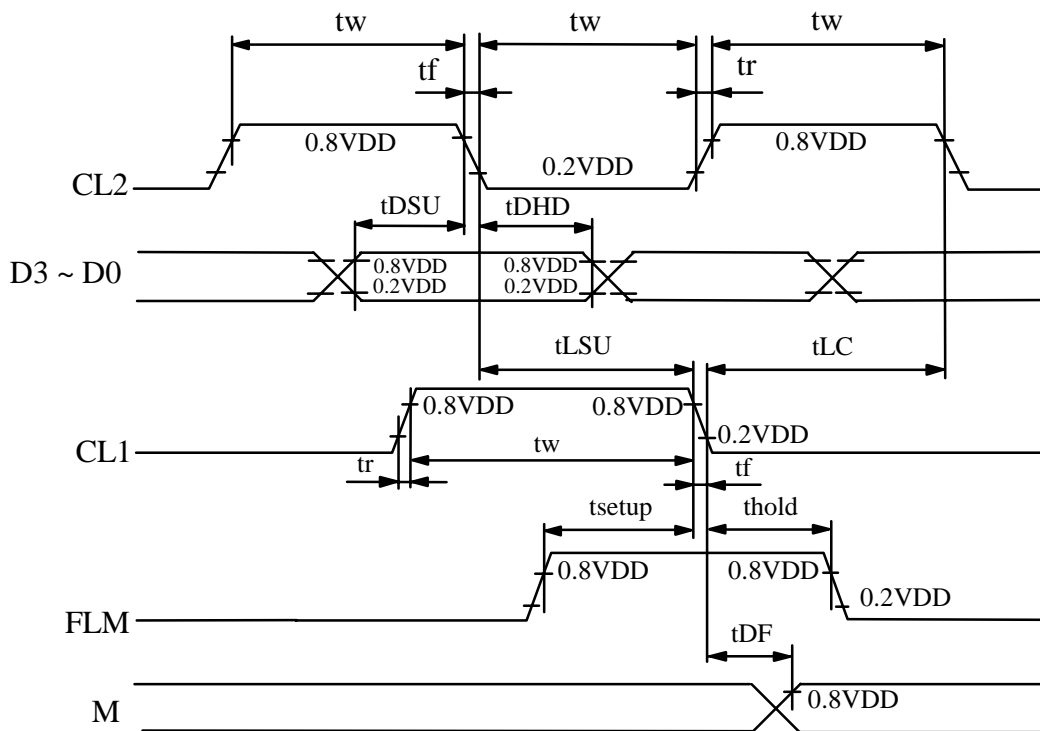 tw tw tw
tf tr
0.8VDD 0.2VDD 0.8VDD
CL2
tDSU tDHD
D3 ~ D0
0.8VDD 0.8VDD
0.2VDD 0.2VDD
tLSU tLC
0.8VDD 0.8VDD
0.2VDD
CL1
tr tw tf
tsetup thold
0.8VDD 0.8VDD
0.2VDD
FLM
tDF
0.8VDD
M